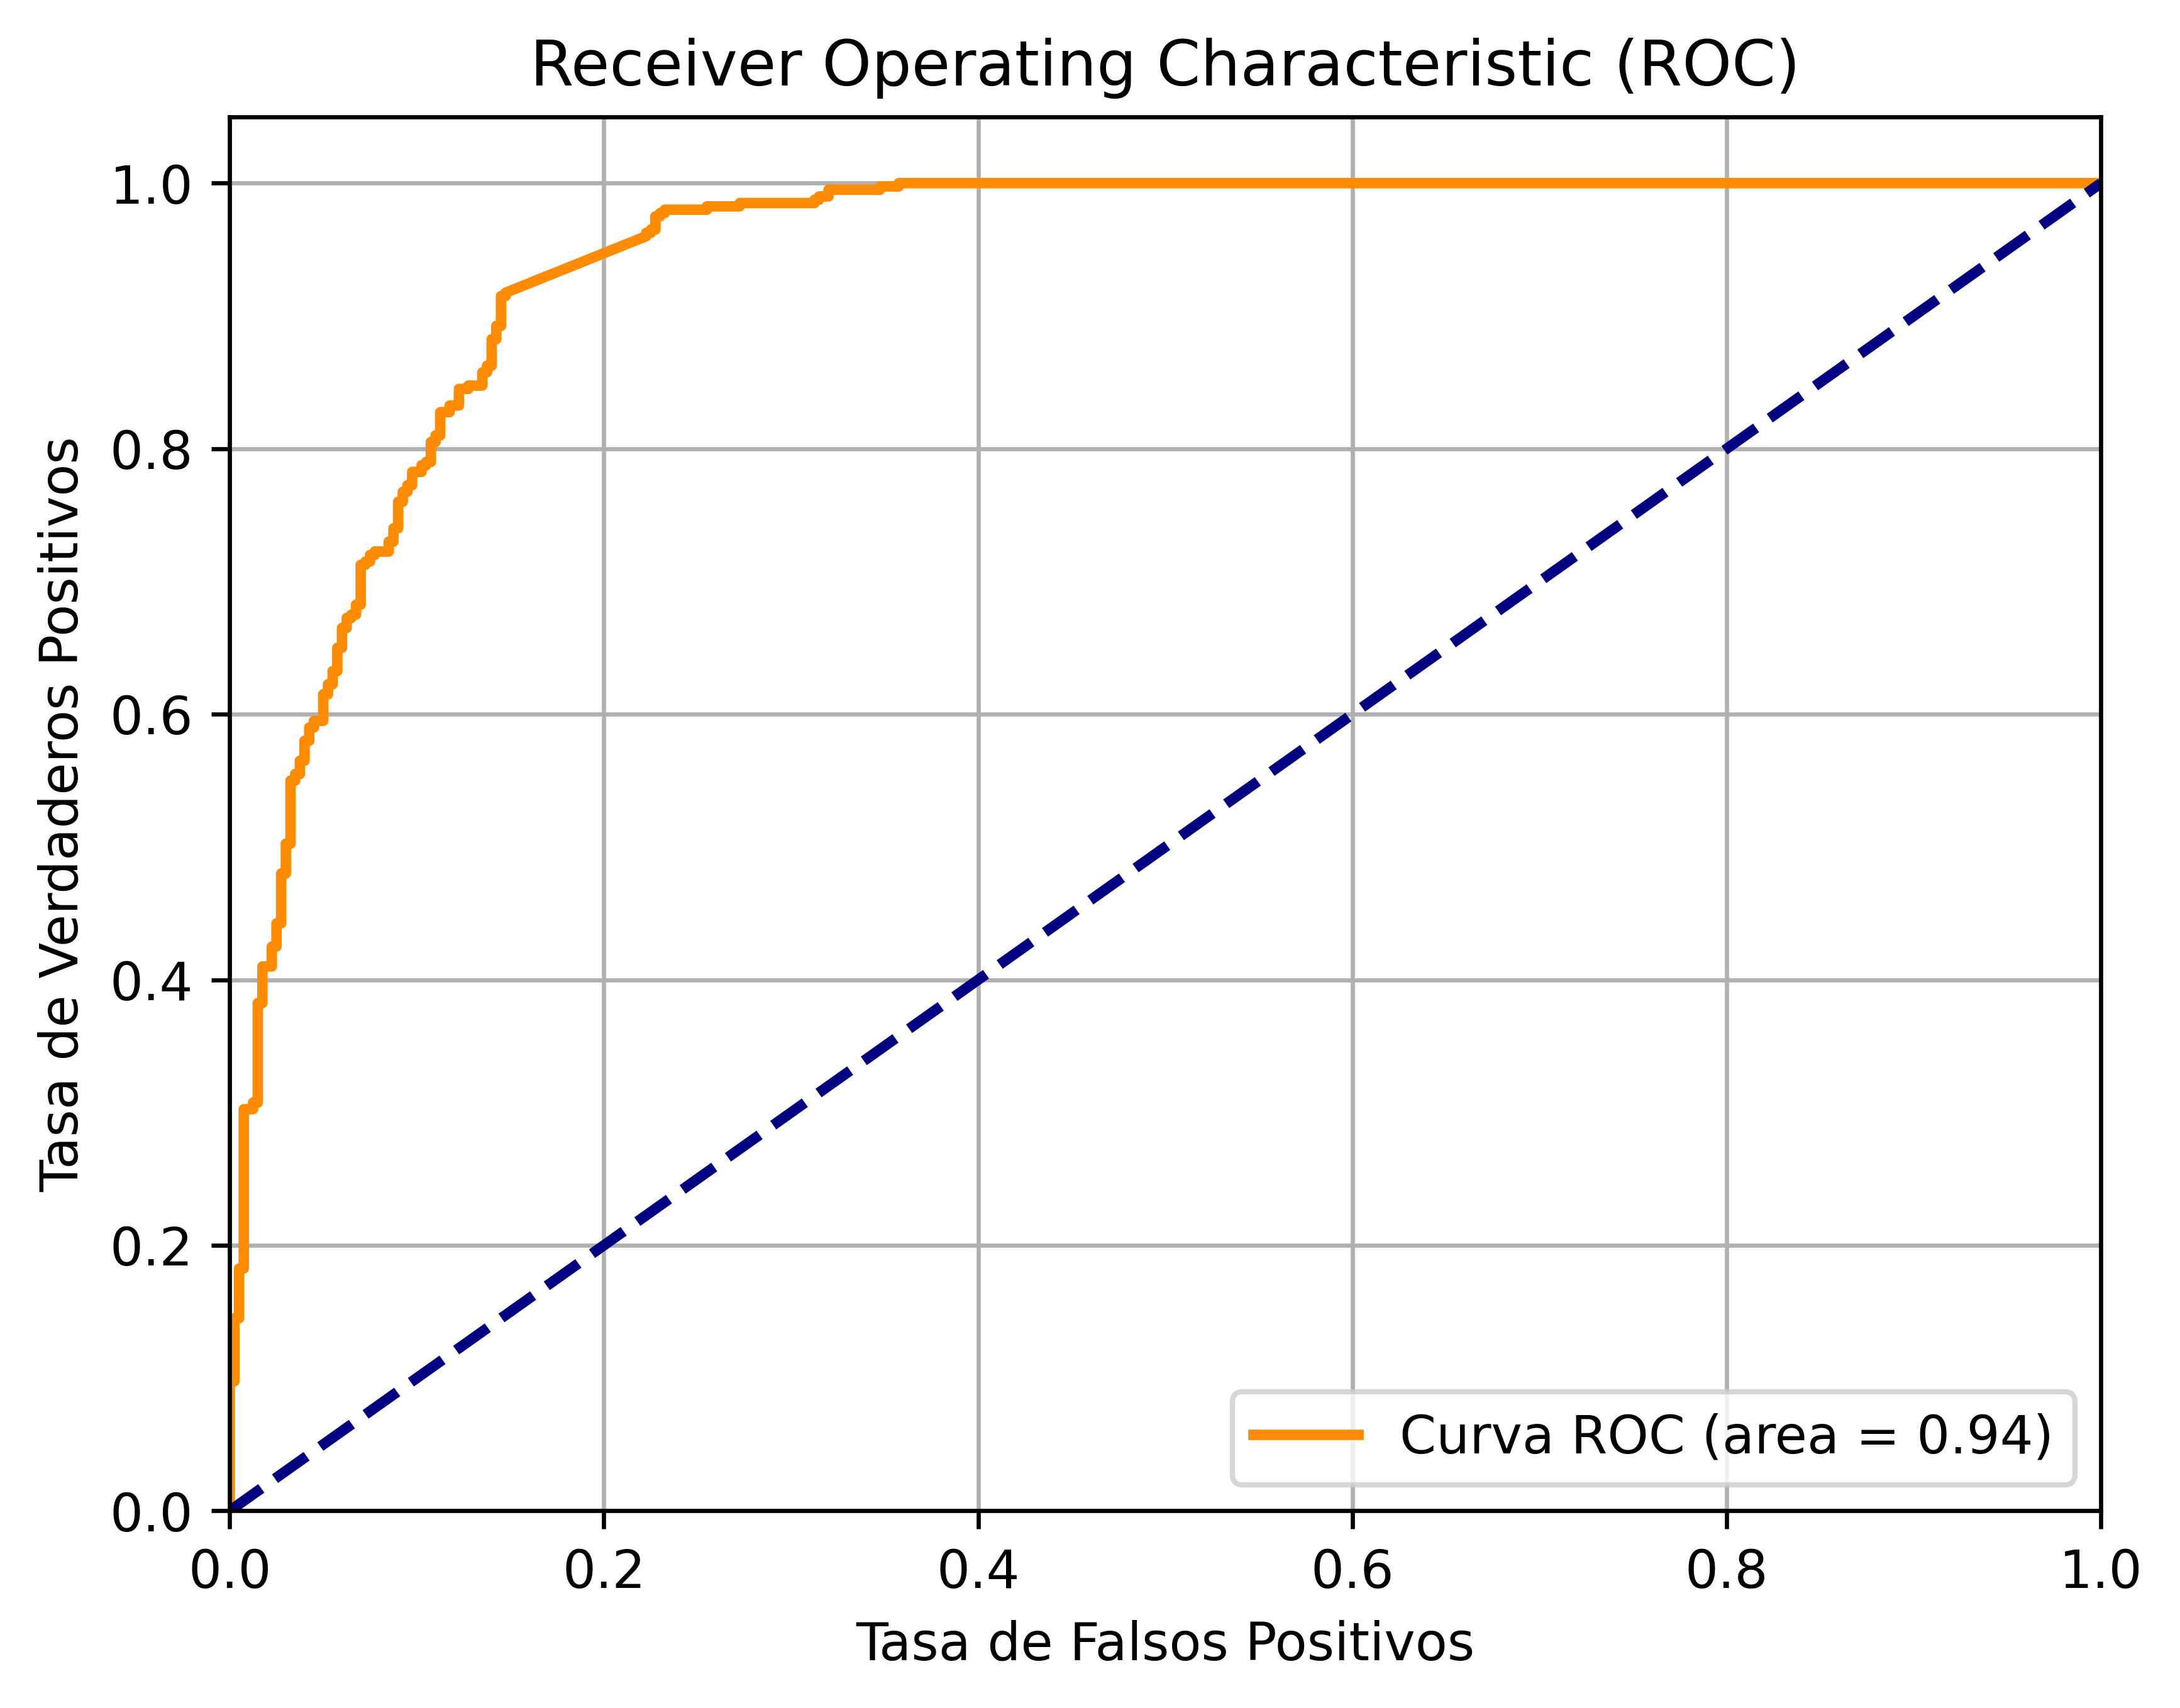 Receiver Operating Characteristic (ROC)
1.0
0.8
0.6
0.4
0.2
0.0
Tasa de Verdaderos Positivos
Curva ROC (area = 0.94)
0.0 0.2 0.4 0.6 0.8 1.0
Tasa de Falsos Positivos